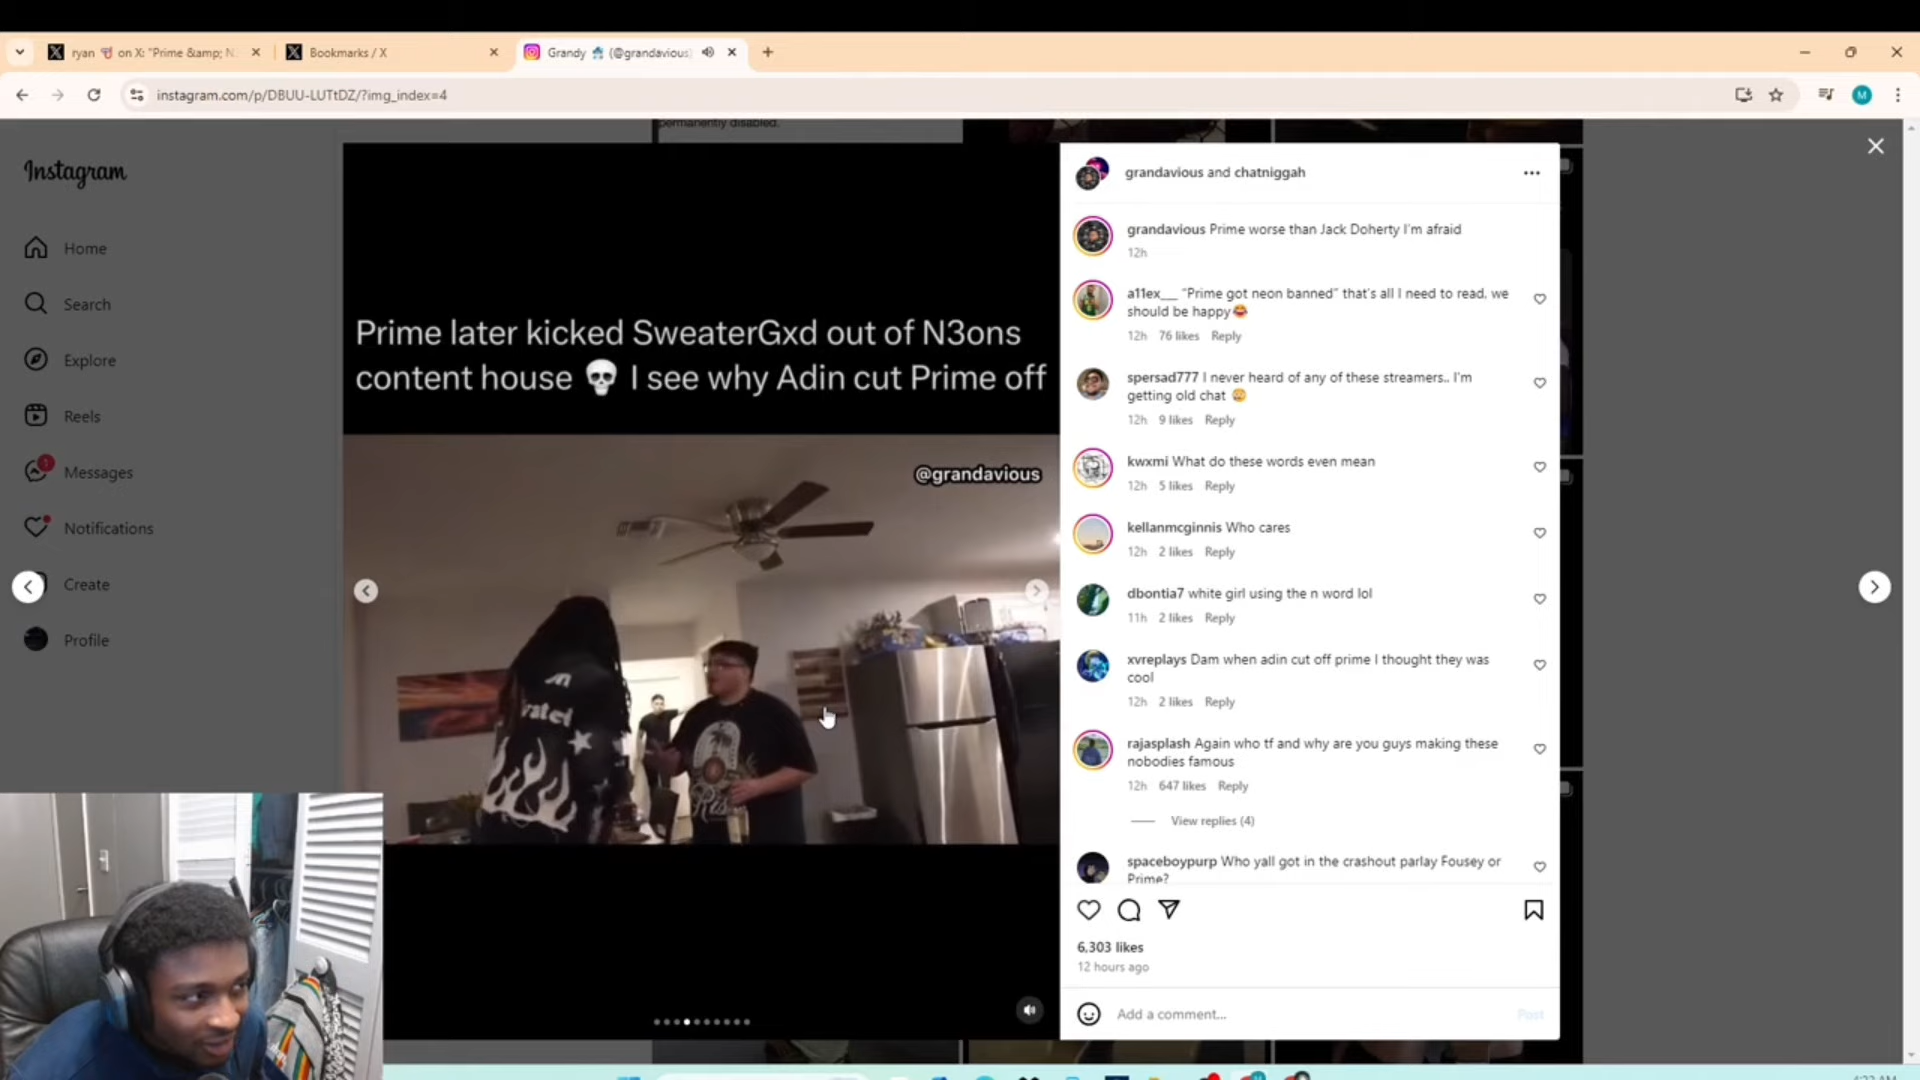 ryan on X: "Prime &amp; N
Bookmarks / X
Grandy (@grandavious)
instagram.com/p/DBUU-LUTtDZ/?img_index=4
M
permanently disabled.
Instagram
Home
Search
Explore
Reels
1
Messages
Notifications
Create
Profile
Prime later kicked SweaterGxd out of N3ons
content house 💀 I see why Adin cut Prime off
@grandavious
grandavious and chatniggah
grandavious Prime worse than Jack Doherty I'm afraid
12h
a11ex___ "Prime got neon banned" that's all I need to read, we
should be happy😂
12h 76 likes Reply
spersad777 I never heard of any of these streamers.. I'm
getting old chat 😩
12h 9 likes Reply
kwxmi What do these words even mean
12h 5 likes Reply
kellanmcginnis Who cares
12h 2 likes Reply
dbontia7 white girl using the n word lol
11h 2 likes Reply
xvreplays Dam when adin cut off prime I thought they was
cool
12h 2 likes Reply
rajasplash Again who tf and why are you guys making these
nobodies famous
12h 647 likes Reply
View replies (4)
spaceboypurp Who yall got in the crashout parlay Fousey or
Prime?
6,303 likes
12 hours ago
Add a comment...
Post